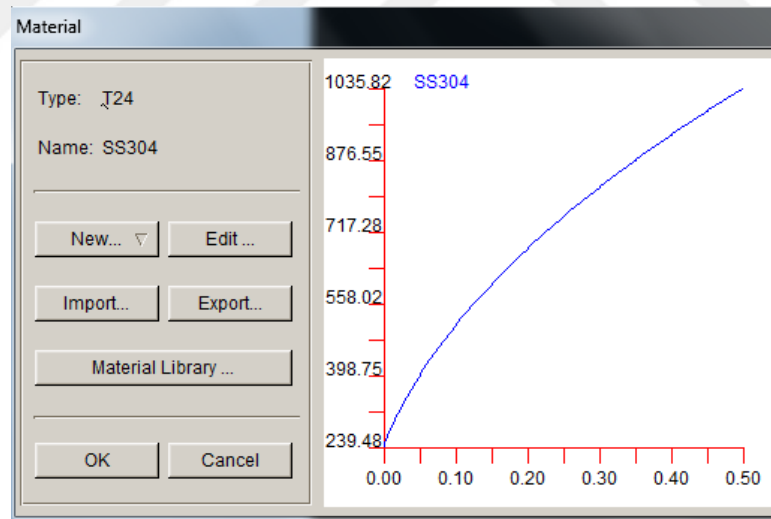 Material
Type: T24
Name: SS304
New...
Edit ...
Import...
Export...
Material Library ...
OK
Cancel
1035.82 SS304
876.55
717.28
558.02
398.75
239.48
0.00 0.10 0.20 0.30 0.40 0.50